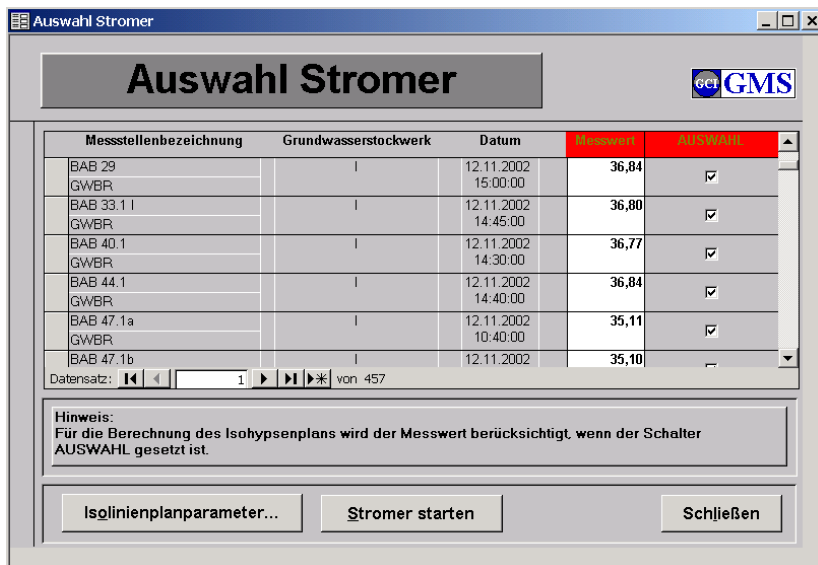 Auswahl Stromer
Auswahl Stromer
GCI GMS
Messstellenbezeichnung Grundwasserstockwerk Datum Messwert AUSWAHL
BAB 29 I 12.11.2002 36,84
GWBR 15:00:00
BAB 33.1 I I 12.11.2002 36,80
GWBR 14:45:00
BAB 40.1 I 12.11.2002 36,77
GWBR 14:30:00
BAB 44.1 I 12.11.2002 36,84
GWBR 14:40:00
BAB 47.1a I 12.11.2002 35,11
GWBR 10:40:00
BAB 47.1b I 12.11.2002 35,10
Datensatz: 1 von 457
Hinweis:
Für die Berechnung des Isohypsenplans wird der Messwert berücksichtigt, wenn der Schalter
AUSWAHL gesetzt ist.
Isolinienplanparameter... Stromer starten Schließen